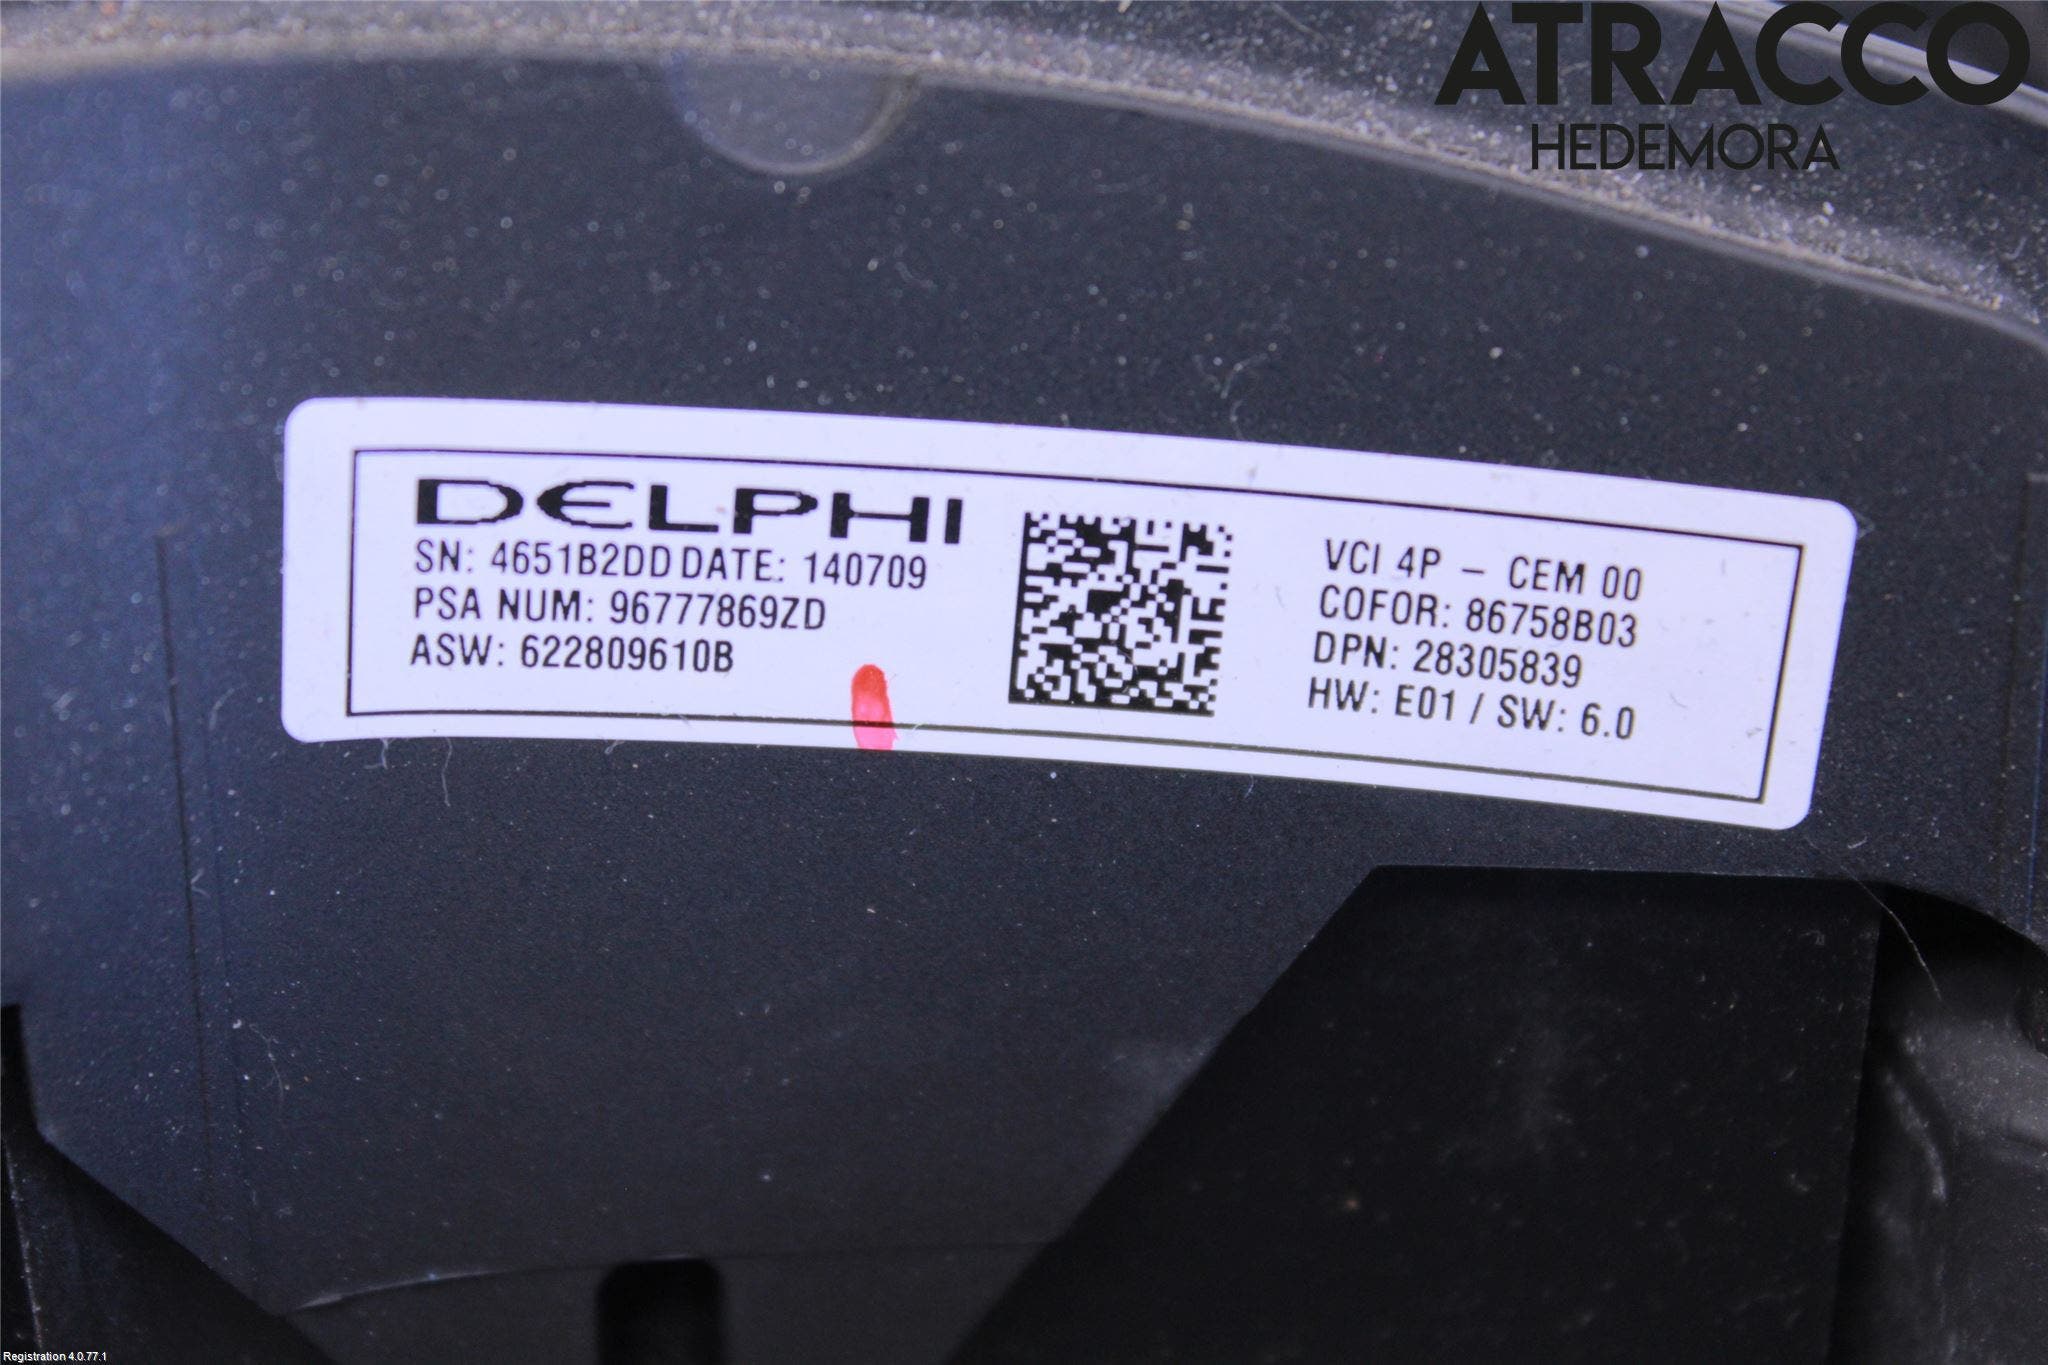 ATRACCO
HEDEMORA
DELPHI
SN: 4651B2DD DATE: 140709
PSA NUM: 96777869ZD
ASW: 622809610B
VCI 4P – CEM 00
COFOR: 86758B03
DPN: 28305839
HW: E01 / SW: 6.0
Registration 4.0.77.1